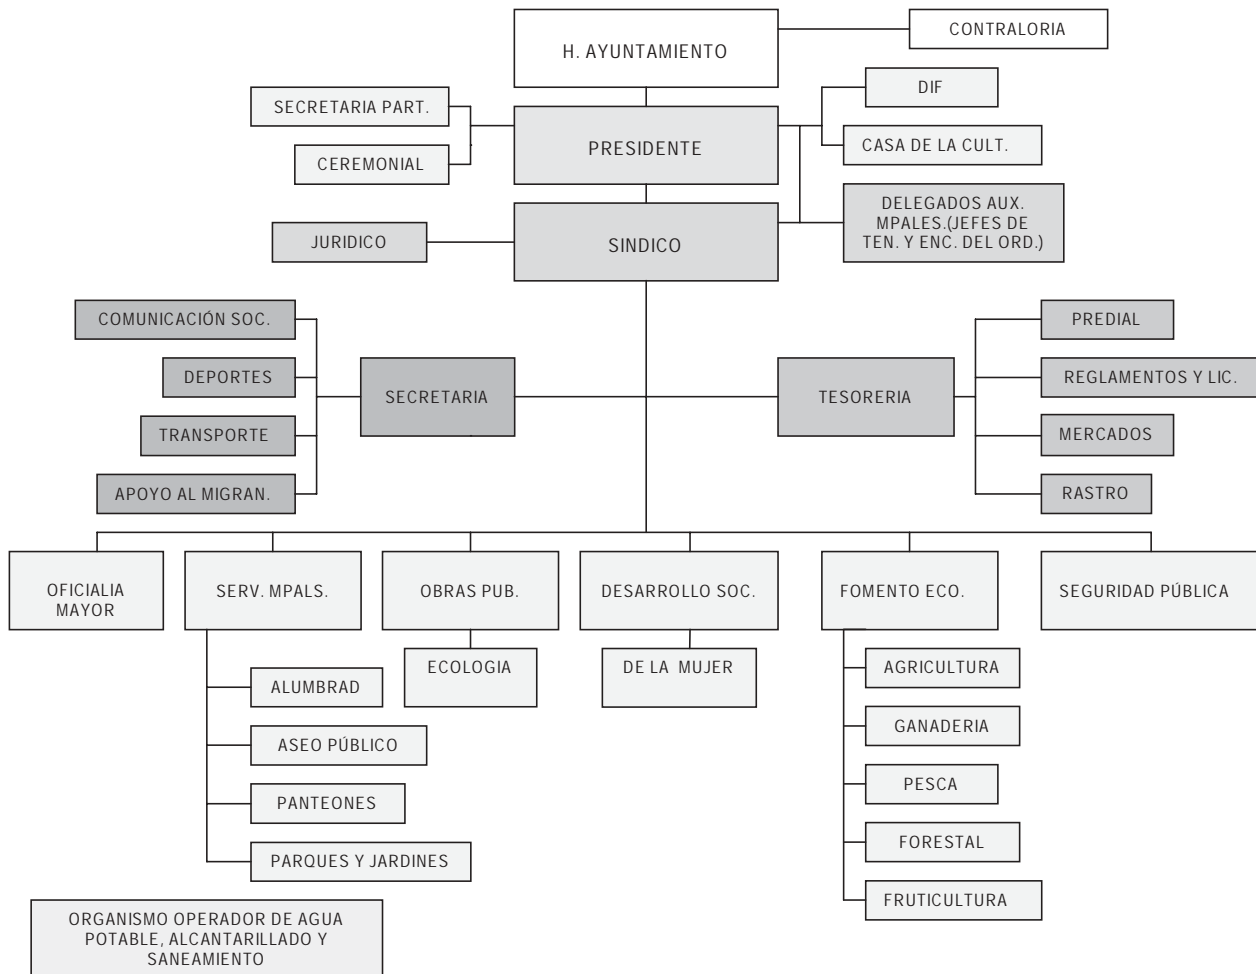 H. AYUNTAMIENTO
CONTRALORIA
SECRETARIA PART.
CEREMONIAL
PRESIDENTE
DIF
CASA DE LA CULT.
JURIDICO
SINDICO
DELEGADOS AUX.
MPALES.(JEFES DE
TEN. Y ENC. DEL ORD.)
COMUNICACIÓN SOC.
DEPORTES
TRANSPORTE
APOYO AL MIGRAN.
SECRETARIA
TESORERIA
PREDIAL
REGLAMENTOS Y LIC.
MERCADOS
RASTRO
OFICIALIA
MAYOR
SERV. MPALS.
OBRAS PUB.
DESARROLLO SOC.
FOMENTO ECO.
SEGURIDAD PÚBLICA
ALUMBRAD
ASEO PÚBLICO
PANTEONES
PARQUES Y JARDINES
ECOLOGIA
DE LA MUJER
AGRICULTURA
GANADERIA
PESCA
FORESTAL
FRUTICULTURA
ORGANISMO OPERADOR DE AGUA
POTABLE, ALCANTARILLADO Y
SANEAMIENTO